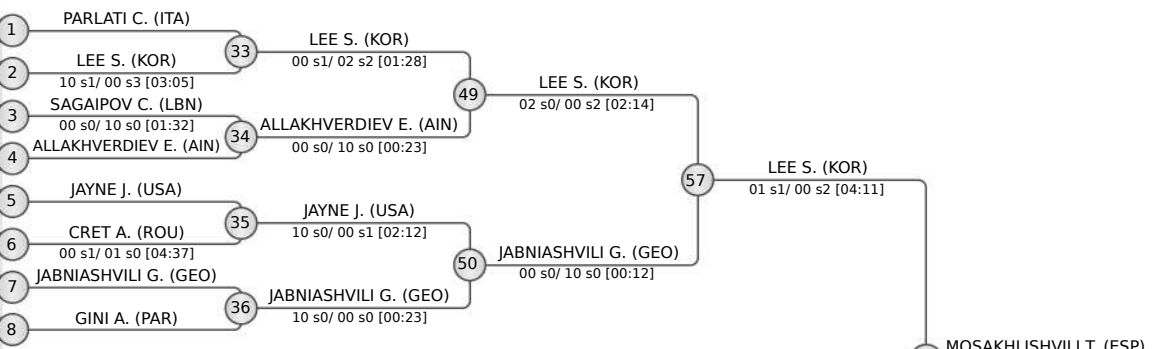 1
PARLATI C. (ITA)
33
LEE S. (KOR)
00 s1/ 02 s2 [01:28]
2
LEE S. (KOR)
10 s1/ 00 s3 [03:05]
49
LEE S. (KOR)
02 s0/ 00 s2 [02:14]
3
SAGAIPOV C. (LBN)
00 s0/ 10 s0 [01:32]
34
ALLAKHVERDIEV E. (AIN)
00 s0/ 10 s0 [00:23]
4
ALLAKHVERDIEV E. (AIN)
57
LEE S. (KOR)
01 s1/ 00 s2 [04:11]
5
JAYNE J. (USA)
35
JAYNE J. (USA)
10 s0/ 00 s1 [02:12]
6
CRET A. (ROU)
00 s1/ 01 s0 [04:37]
50
JABNIASHVILI G. (GEO)
00 s0/ 10 s0 [00:12]
7
JABNIASHVILI G. (GEO)
36
JABNIASHVILI G. (GEO)
10 s0/ 00 s0 [00:23]
8
GINI A. (PAR)
MOSAKHLISHVILI T. (ESP)